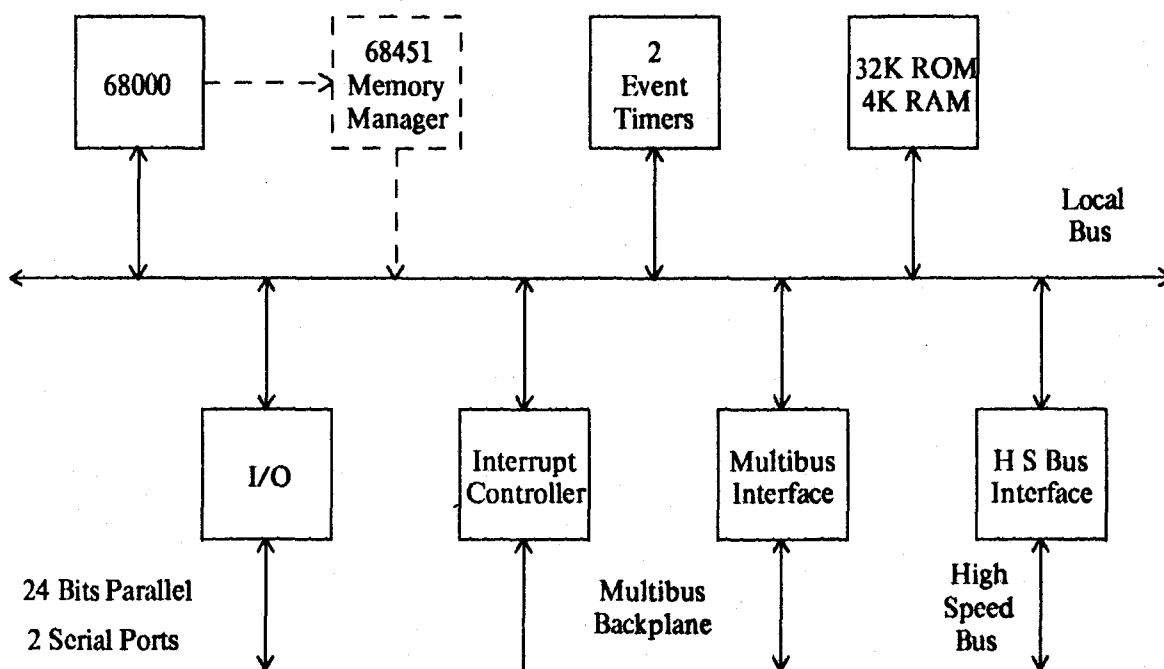 68000
68451
Memory
Manager
2
Event
Timers
32K ROM
4K RAM
Local
Bus
I/O
Interrupt
Controller
Multibus
Interface
H S Bus
Interface
24 Bits Parallel
2 Serial Ports
Multibus
Backplane
High
Speed
Bus